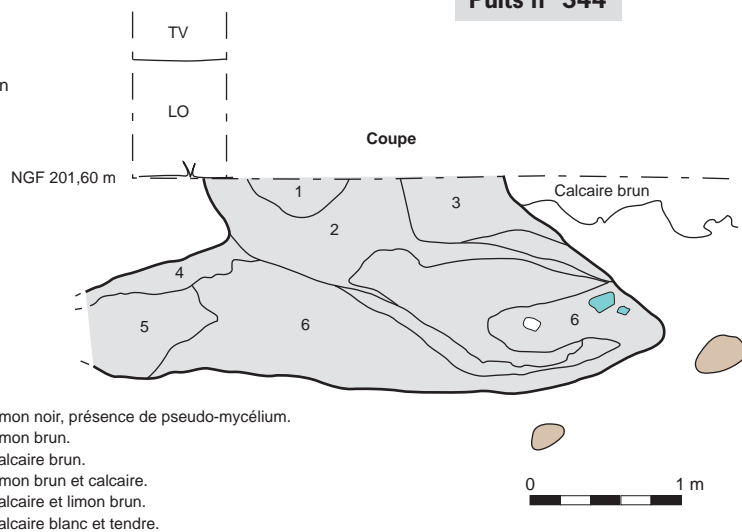 Puits n° 344
TV
n
LO
Coupe
NGF 201,60 m
Calcaire brun
1
3
2
4
5
6
6
mon noir, présence de pseudo-mycélium.
mon brun.
alcaire brun.
mon brun et calcaire.
alcaire et limon brun.
alcaire blanc et tendre.
0
1 m